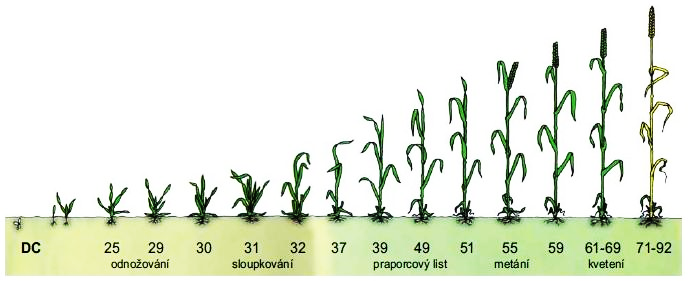 DC 25 29 30 31 32 37 39 49 51 55 59 61-69 71-92
odnožování sloupkování praporcový list metání kvetení